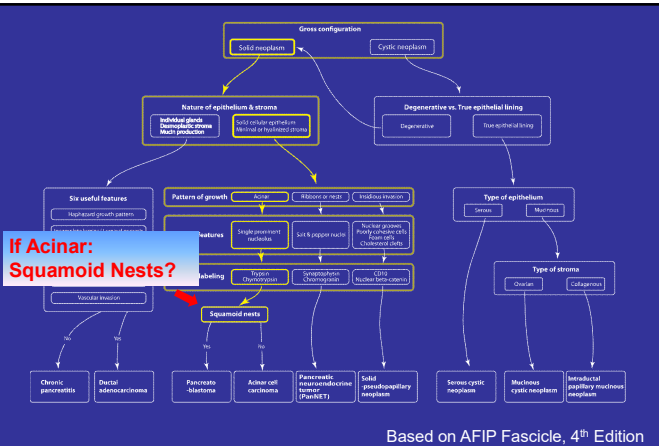 Gross configuration
Solid neoplasm
Cystic neoplasm
Nature of epithelium & stroma
Individual glands
Desmoplastic stroma
Mucin production
Solid cellular epithelium
Minimal or hyalinized stroma
Degenerative vs. True epithelial lining
Degenerative
True epithelial lining
Six useful features
Haphazard growth pattern
Vascular invasion
If Acinar:
Squamoid Nests?
Pattern of growth
Acinar
Ribbons or nests
Insidious invasion
eatures
Single prominent
nucleolus
Salt & pepper nuclei
Nuclear grooves
Poorly cohesive cells
Foam cells
Cholesterol clefts
labeling
Trypsin
Chymotrypsin
Synaptophysin
Chromogranin
CD10
Nuclear beta-catenin
Squamoid nests
Type of epithelium
Serous
Mucinous
Type of stroma
Ovarian
Collagenous
No
Yes
Yes
No
Chronic
pancreatitis
Ductal
adenocarcinoma
Pancreato
-blastoma
Acinar cell
carcinoma
Pancreatic
neuroendocrine
tumor
(PanNET)
Solid
-pseudopapillary
neoplasm
Serous cystic
neoplasm
Mucinous
cystic neoplasm
Intraductal
papillary mucinous
neoplasm
Based on AFIP Fascicle, 4th Edition